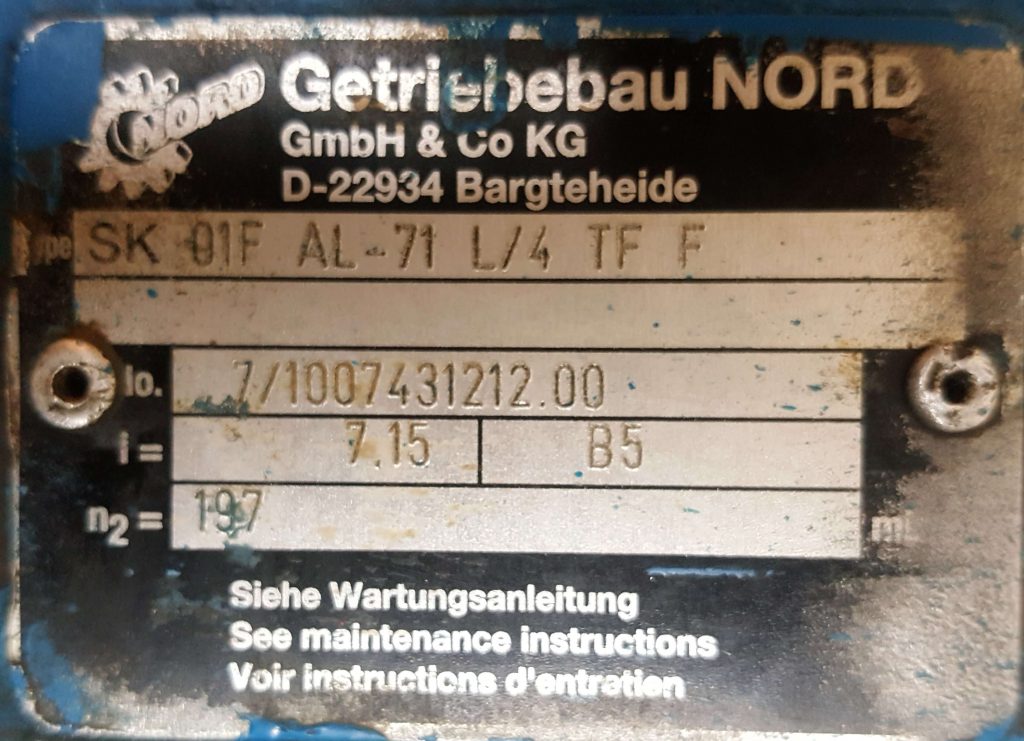 NORD Getriebebau NORD
GmbH & Co KG
D-22934 Bargteheide
SK 01F AL-71 L/4 TF F
7/1007431212.00
i = 7,15 B5
n₂ = 197
Siehe Wartungsanleitung
See maintenance instructions
Voir instructions d'entratien